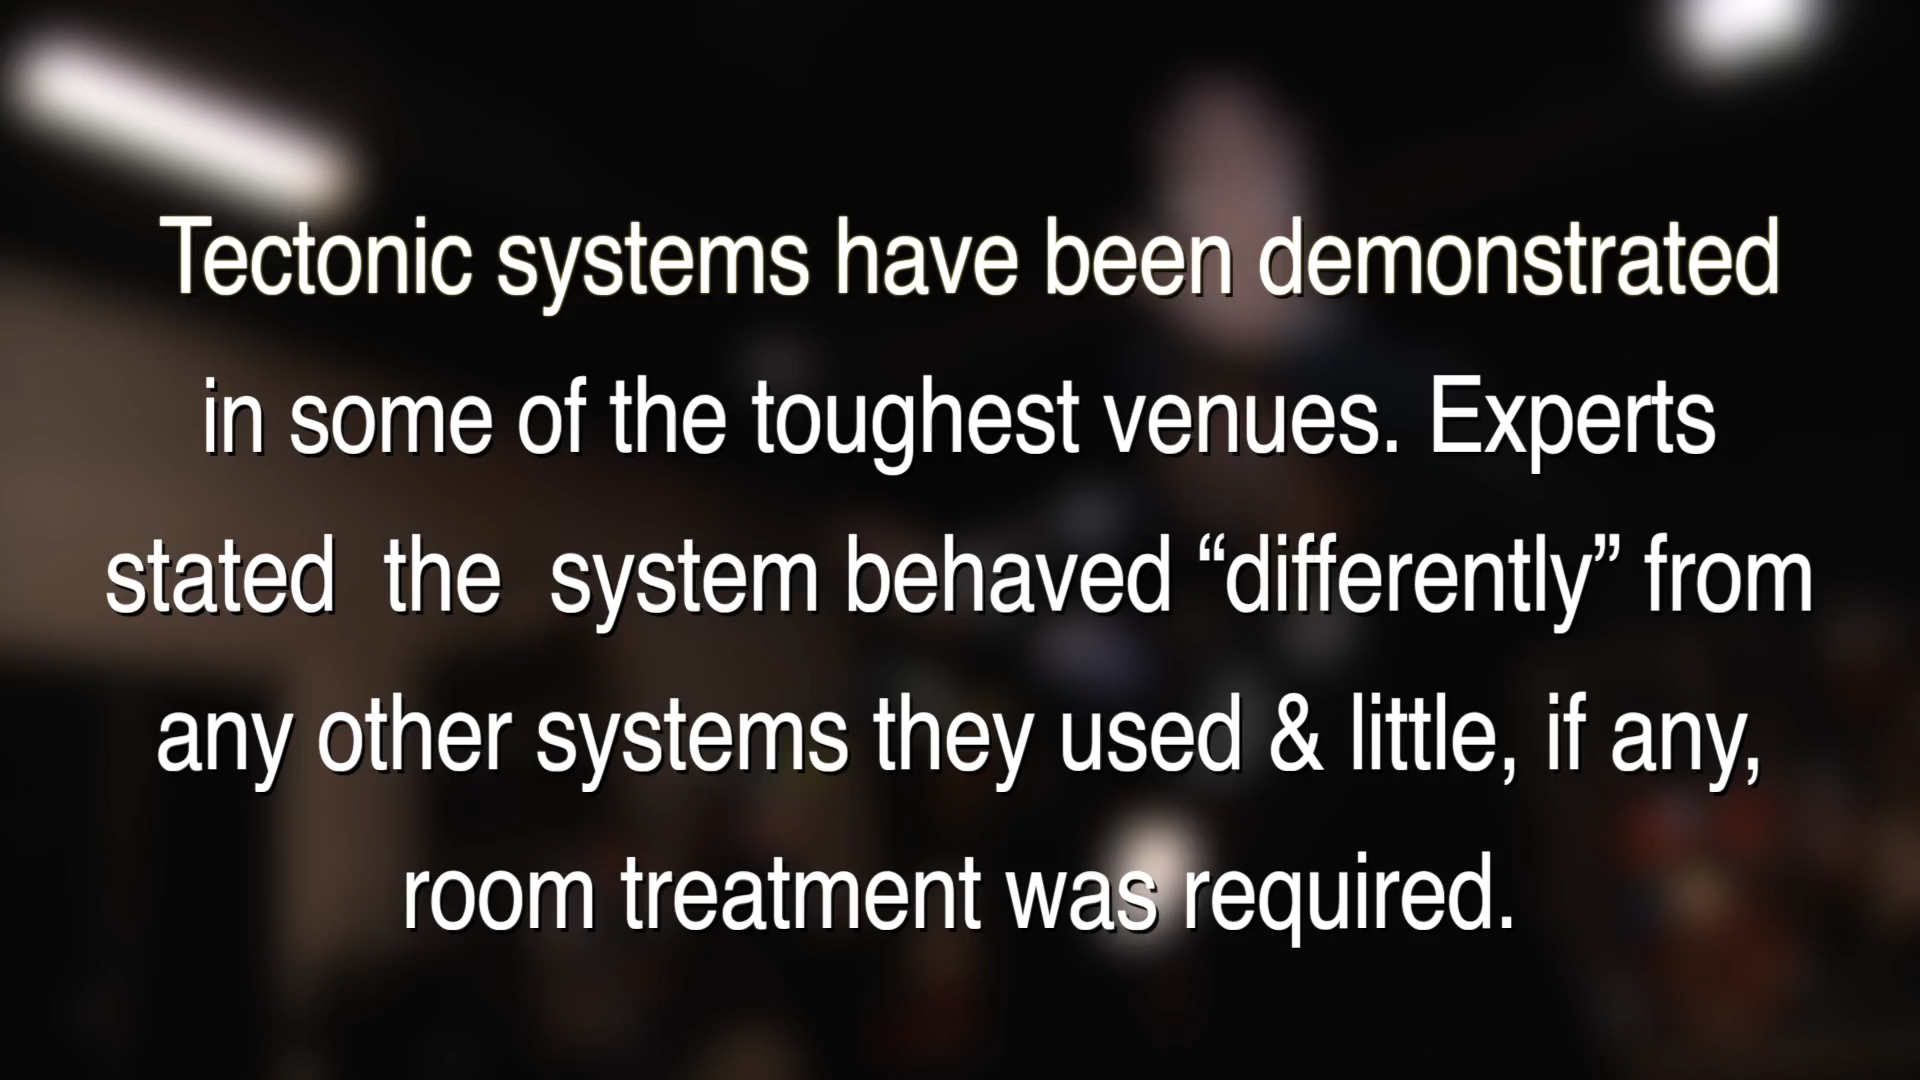 Tectonic systems have been demonstrated
in some of the toughest venues. Experts
stated the system behaved “differently” from
any other systems they used & little, if any,
room treatment was required.